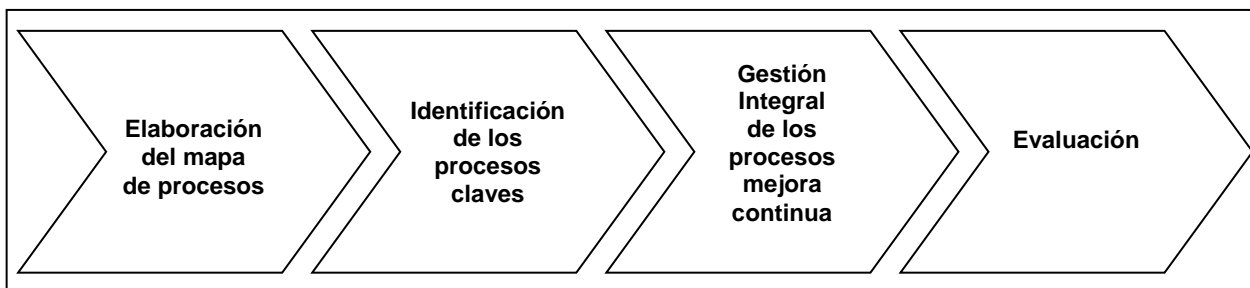 Elaboración
del mapa
de procesos
Identificación
de los
procesos
claves
Gestión
Integral
de los
procesos
mejora
continua
Evaluación